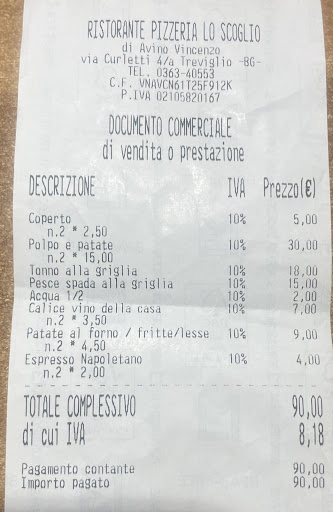 RISTORANTE PIZZERIA LO SCOGLIO
di Avino Vincenzo
via Curletti 4/a Treviglio -BG-
TEL. 0363-40553
C.F. VNAVCN61T25F912K
P.IVA 02105820167
DOCUMENTO COMMERCIALE
di vendita o prestazione
DESCRIZIONE IVA Prezzo(€)
Coperto 10% 5,00
n.2 * 2,50
Polpo e patate 10% 30,00
n.2 * 15,00
Tonno alla griglia 10% 18,00
Pesce spada alla griglia 10% 15,00
Acqua 1/2 10% 2,00
Calice vino della casa 10% 7,00
n.2 * 3,50
Patate al forno / fritte/lesse 10% 9,00
n.2 * 4,50
Espresso Napoletano 10% 4,00
n.2 * 2,00
TOTALE COMPLESSIVO 90,00
di cui IVA 8,18
Pagamento contante 90,00
Importo pagato 90,00